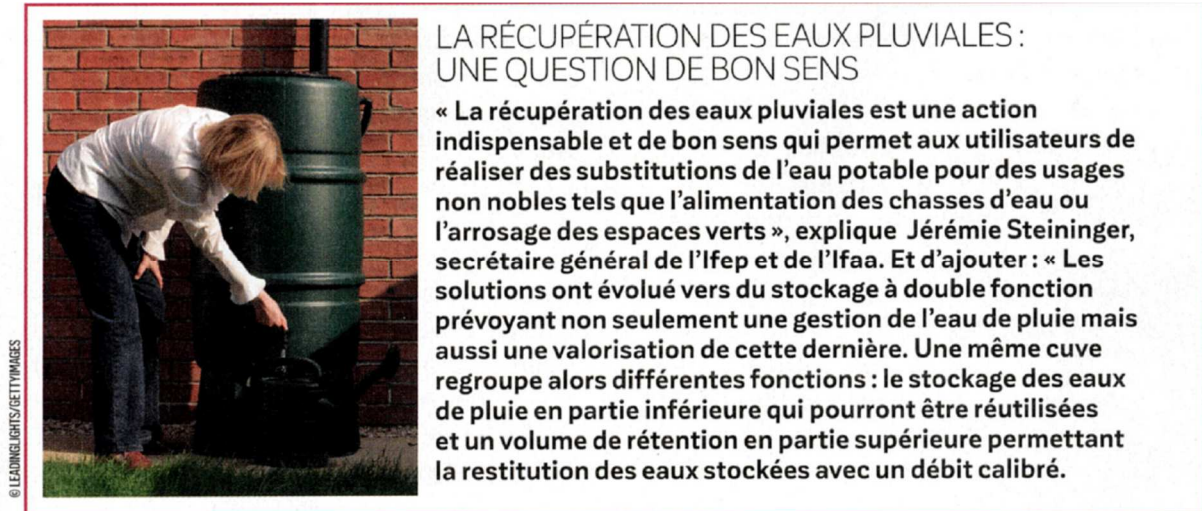 LA RÉCUPÉRATION DES EAUX PLUVIALES :
UNE QUESTION DE BON SENS
« La récupération des eaux pluviales est une action
indispensable et de bon sens qui permet aux utilisateurs de
réaliser des substitutions de l'eau potable pour des usages
non nobles tels que l'alimentation des chasses d'eau ou
l'arrosage des espaces verts », explique Jérémie Steininger,
secrétaire général de l'Ifep et de l'Ifaa. Et d'ajouter : « Les
solutions ont évolué vers du stockage à double fonction
prévoyant non seulement une gestion de l'eau de pluie mais
aussi une valorisation de cette dernière. Une même cuve
regroupe alors différentes fonctions : le stockage des eaux
de pluie en partie inférieure qui pourront être réutilisées
et un volume de rétention en partie supérieure permettant
la restitution des eaux stockées avec un débit calibré.
© LEADINGLIGHTS/GETTYIMAGES